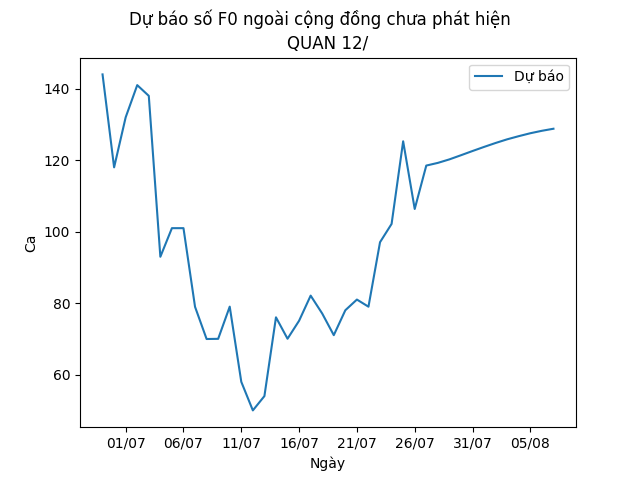 Dự báo số F0 ngoài cộng đồng chưa phát hiện
QUAN 12/
Dự báo
140
120
100
80
60
Ca
01/07 06/07 11/07 16/07 21/07 26/07 31/07 05/08
Ngày